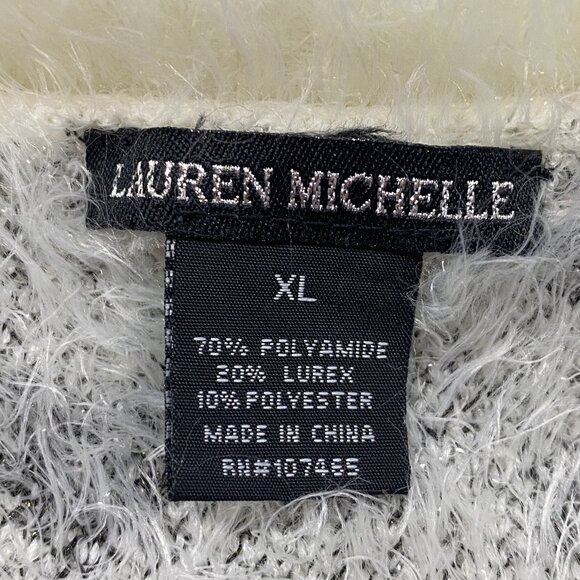 LAUREN MICHELLE
XL
70% POLYAMIDE
20% LUREX
10% POLYESTER
MADE IN CHINA
RN#107465